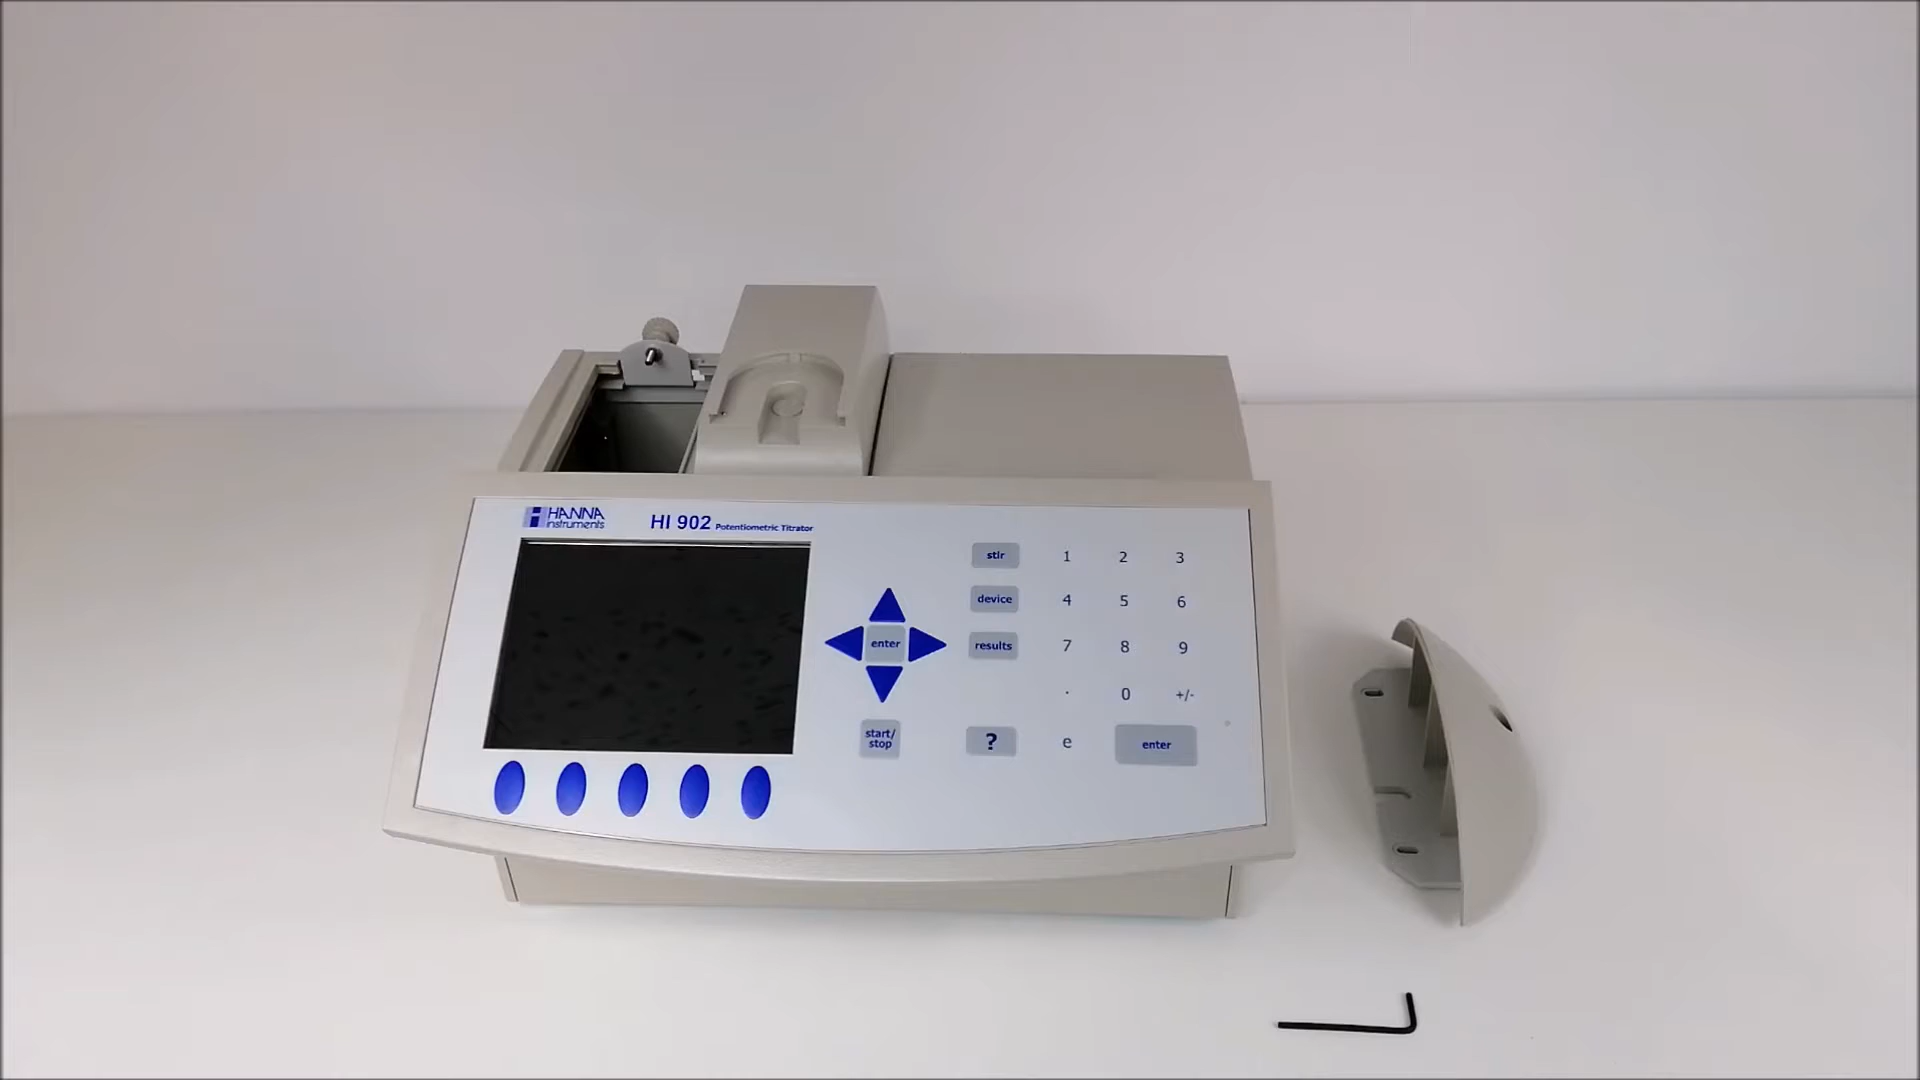 HANNA
instruments
HI 902 Potentiometric Titrator
stir
1 2 3
device
4 5 6
enter
results
7 8 9
. 0 +/-
start/
stop
?
e
enter